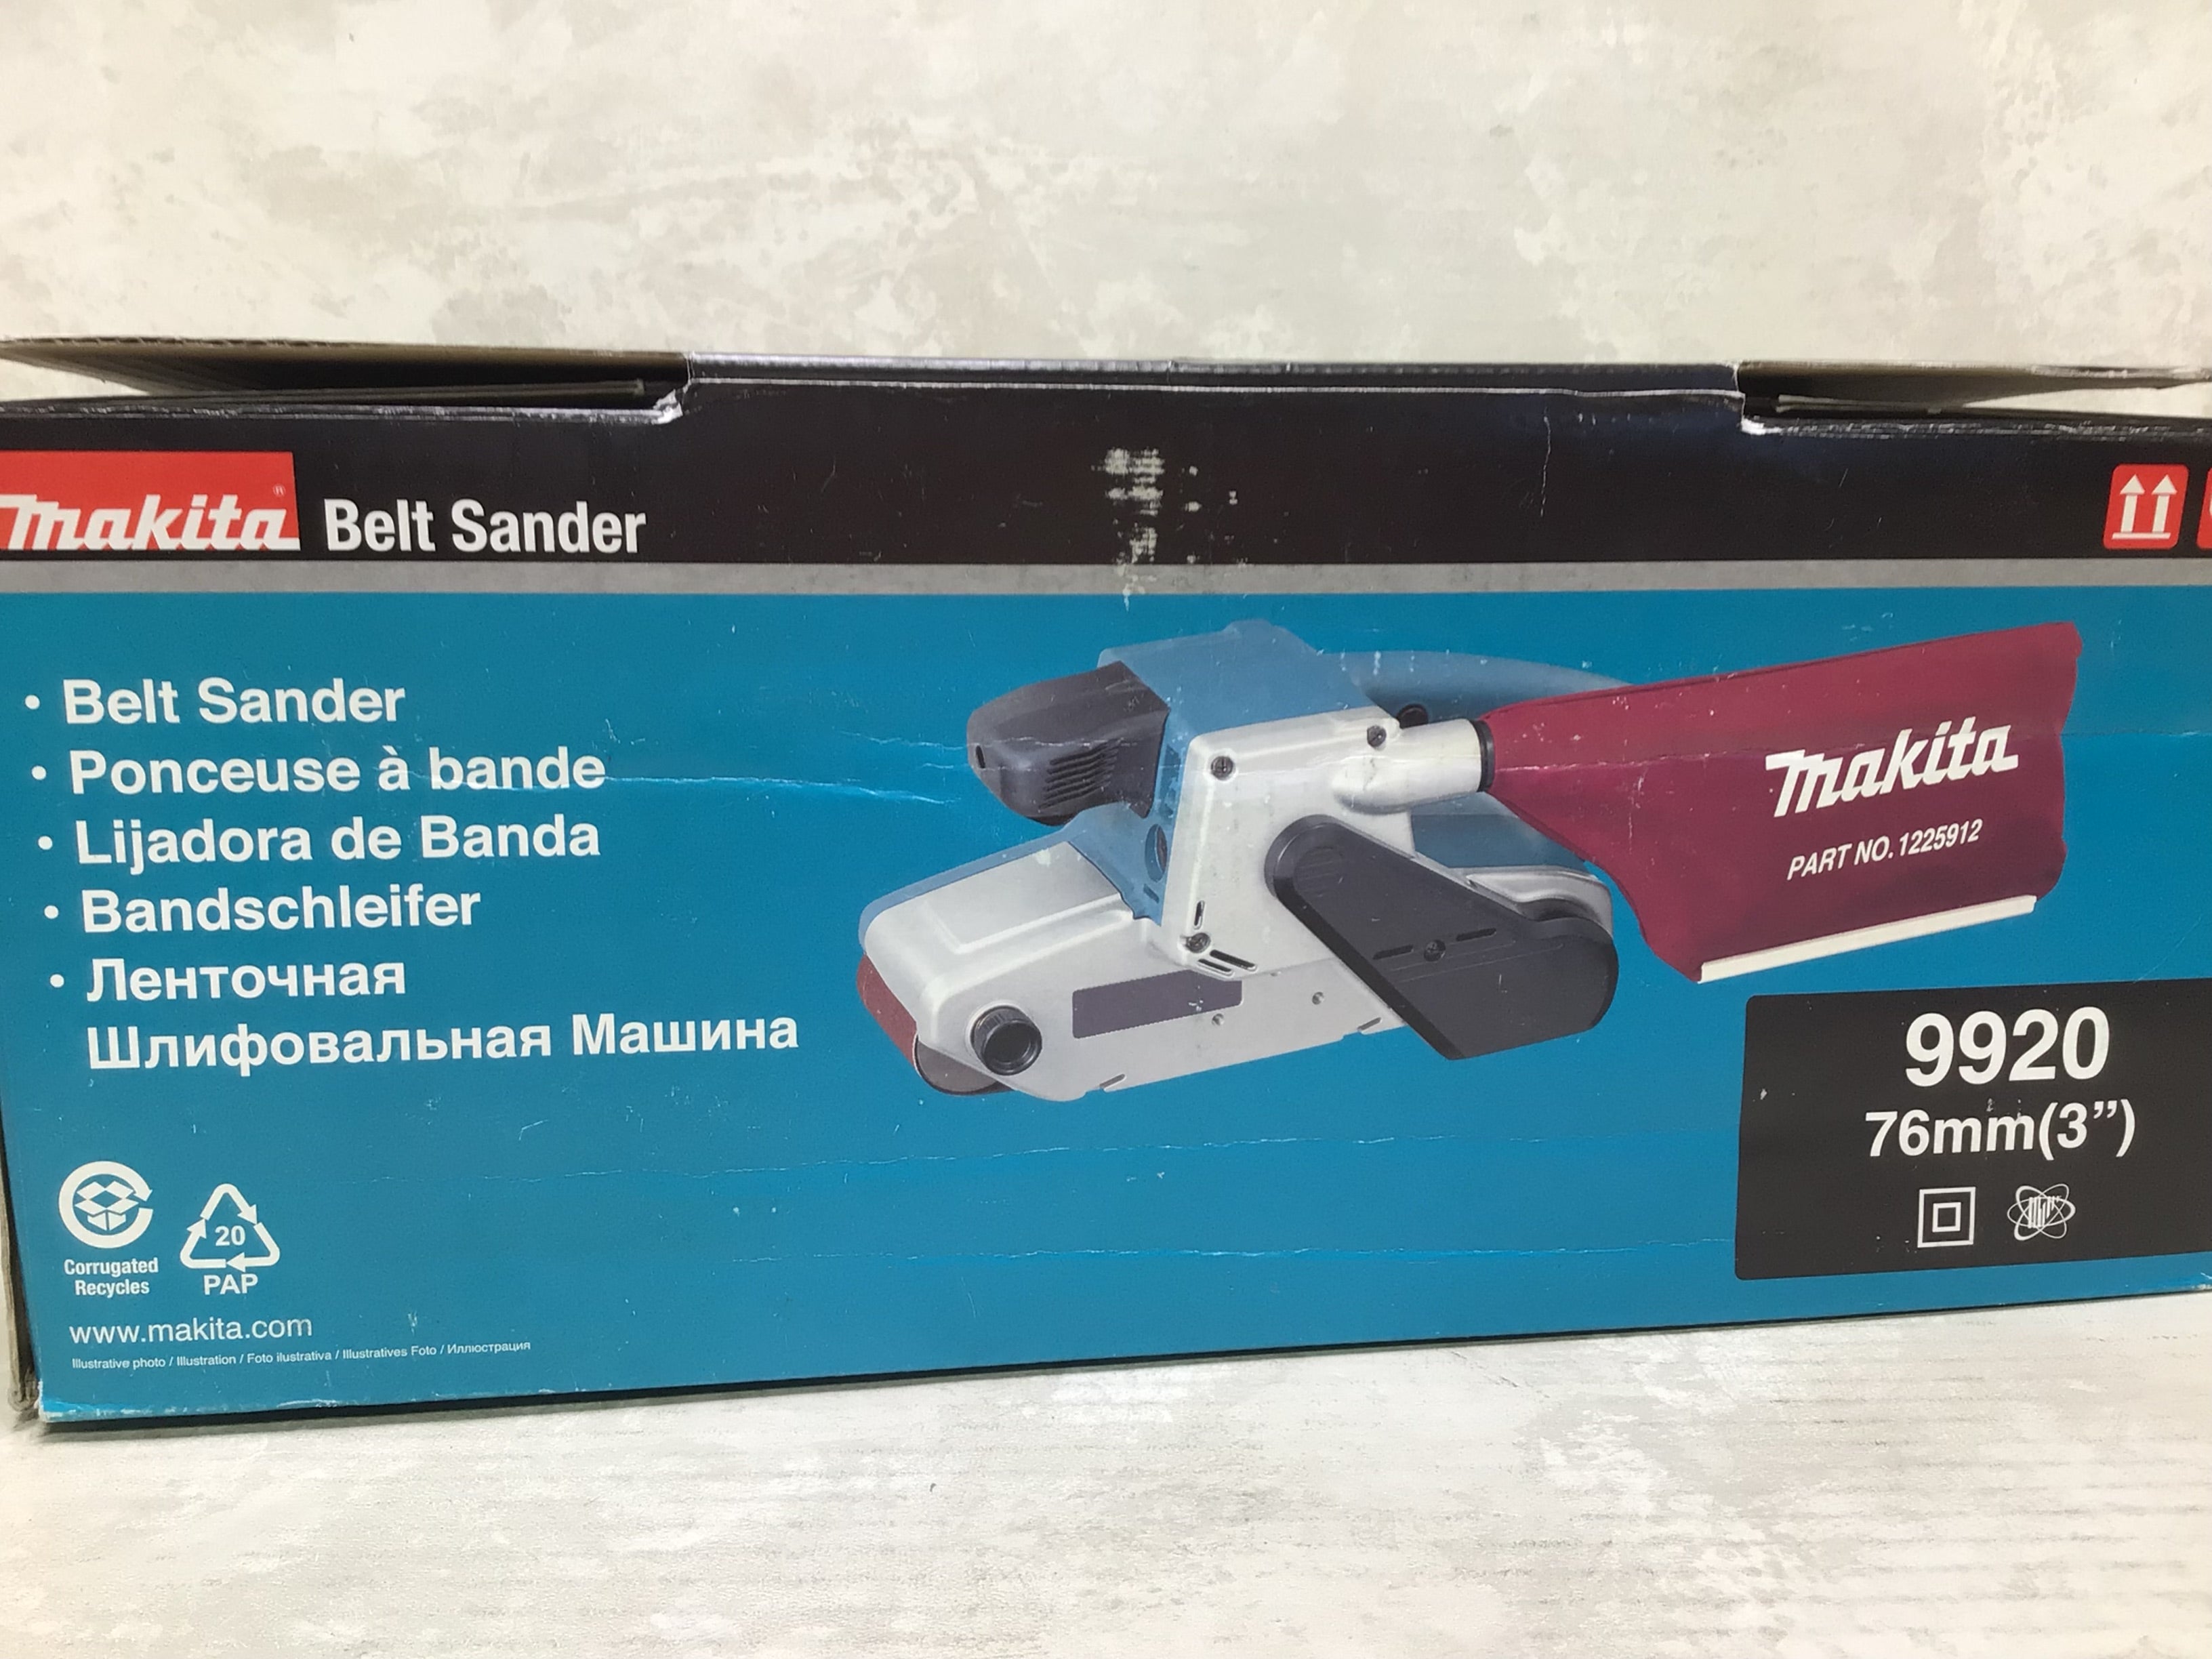 makita® Belt Sander
• Belt Sander
• Ponceuse à bande
• Lijadora de Banda
• Bandschleifer
• Ленточная
Шлифовальная Машина
makita
PART NO. 1225912
9920
76mm(3”)
20
Corrugated
Recycles
PAP
www.makita.com
Illustrative photo / Illustration / Foto ilustrativa / Illustratives Foto / Иллюстрация